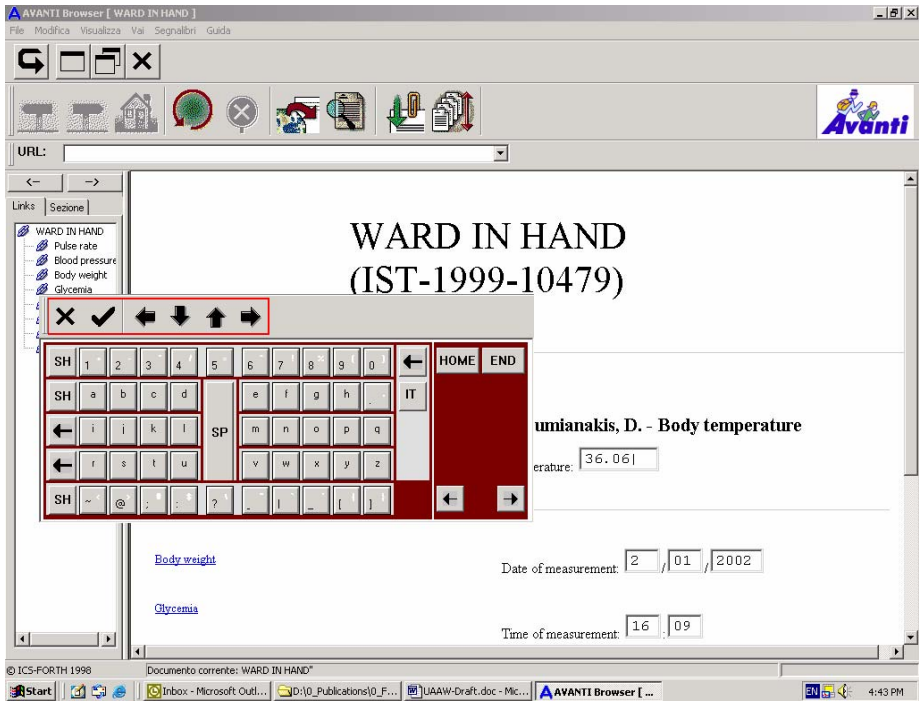 AVANTI Browser [ WARD IN HAND ]
File Modifica Visualizza Vai Segnalibri Guida
Avanti
URL:
<- ->
Links Sezione
WARD IN HAND
Pulse rate
Blood pressure
Body weight
Glycemia
WARD IN HAND
(IST-1999-10479)
SH 1 2 3 4 5 6 7 8 9 0 HOME END
SH a b c d e f g h . IT
i j k l SP m n o p q
r s t u v w x y z
SH ~ @ ; : ? - ! _ [ ]
umianakis, D. - Body temperature
erature: 36.06
Body weight
Date of measurement: 2 / 01 / 2002
Glycemia
Time of measurement: 16 : 09
© ICS-FORTH 1998 Documento corrente: WARD IN HAND"
Start Inbox - Microsoft Outl... D:\0_Publications\0_F... UAAW-Draft.doc - Mic... AVANTI Browser [ ... EN 4:43 PM